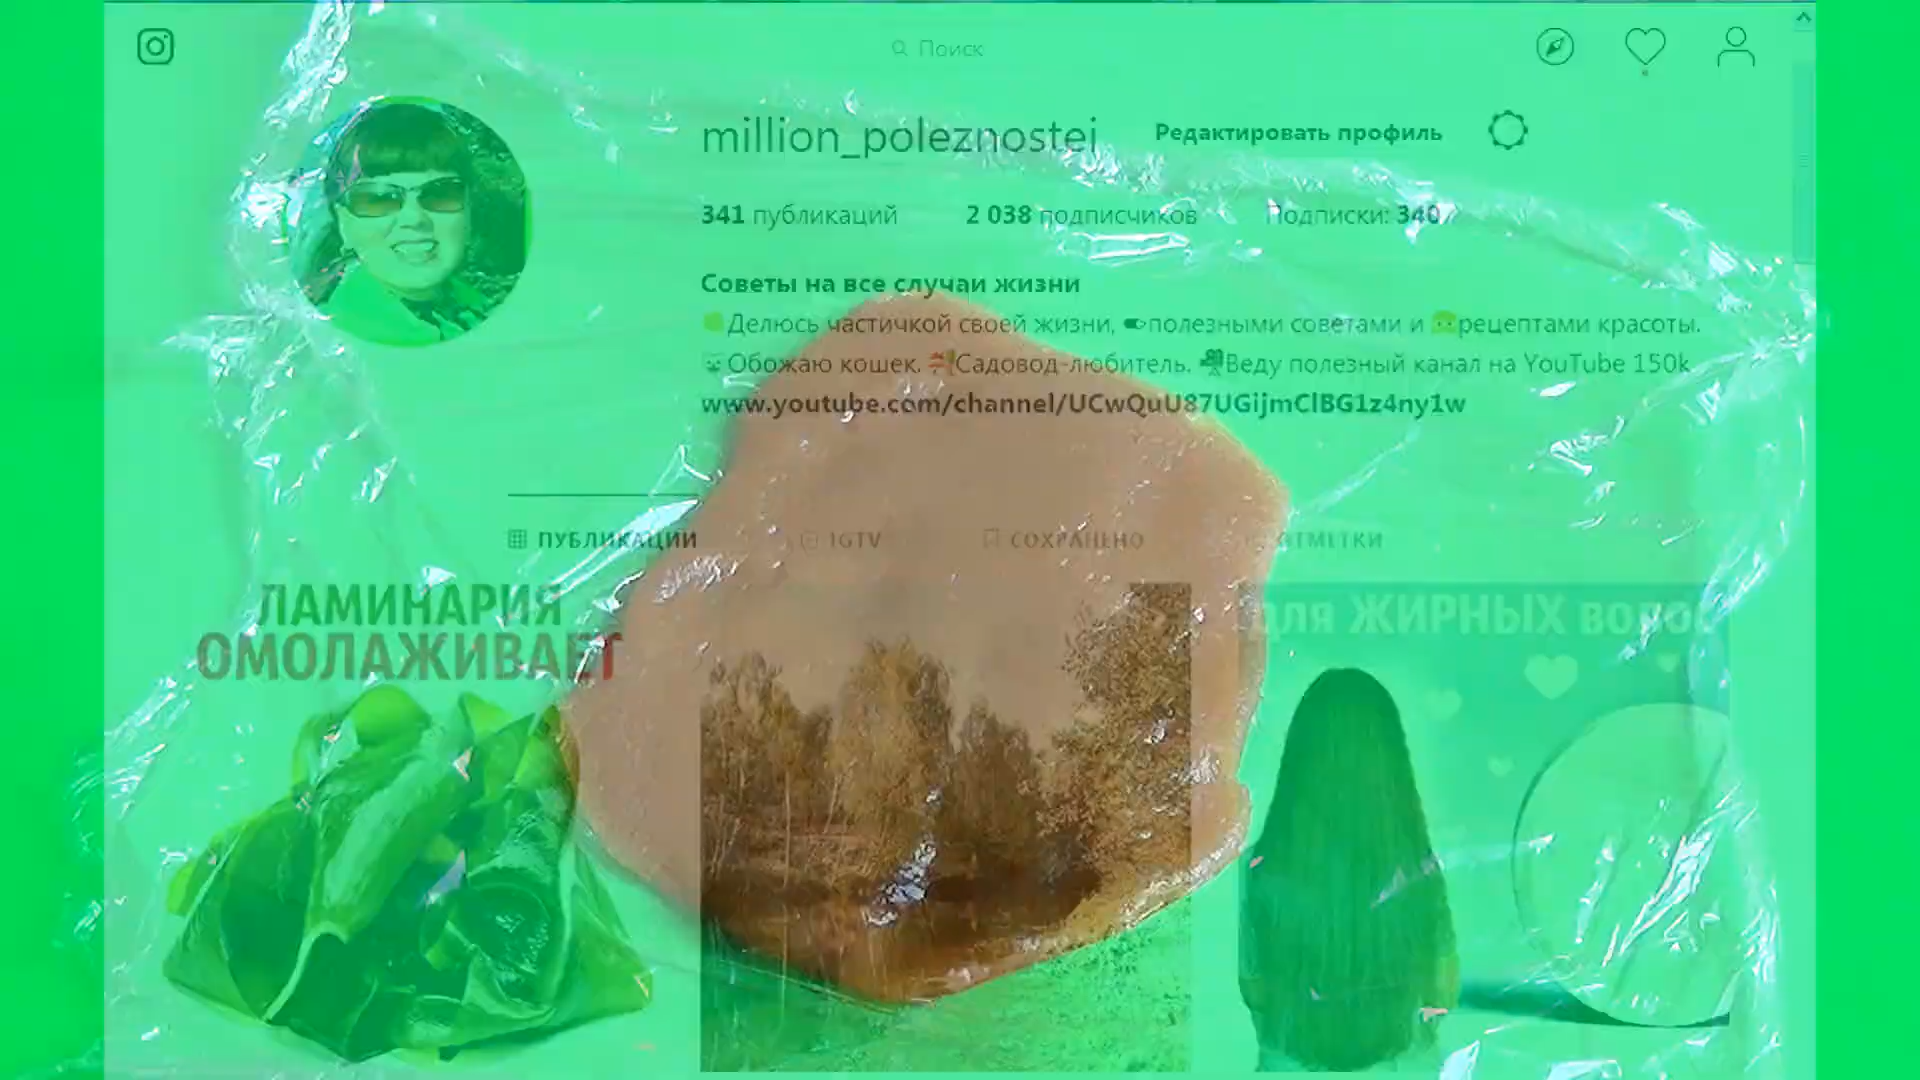 Поиск
million_poleznostei
Редактировать профиль
341 публикаций 2 038 подписчиков Подписки: 340
Советы на все случаи жизни
Делюсь частичкой своей жизни, полезными советами и рецептами красоты.
Обожаю кошек. Садовод-любитель. Веду полезный канал на YouTube 150k
www.youtube.com/channel/UCwQuU87UGijmClBG1z4ny1w
ПУБЛИКАЦИИ IGTV СОХРАНЕНО ОТМЕТКИ
ЛАМИНАРИЯ
ОМОЛАЖИВАЕТ
для ЖИРНЫХ волос